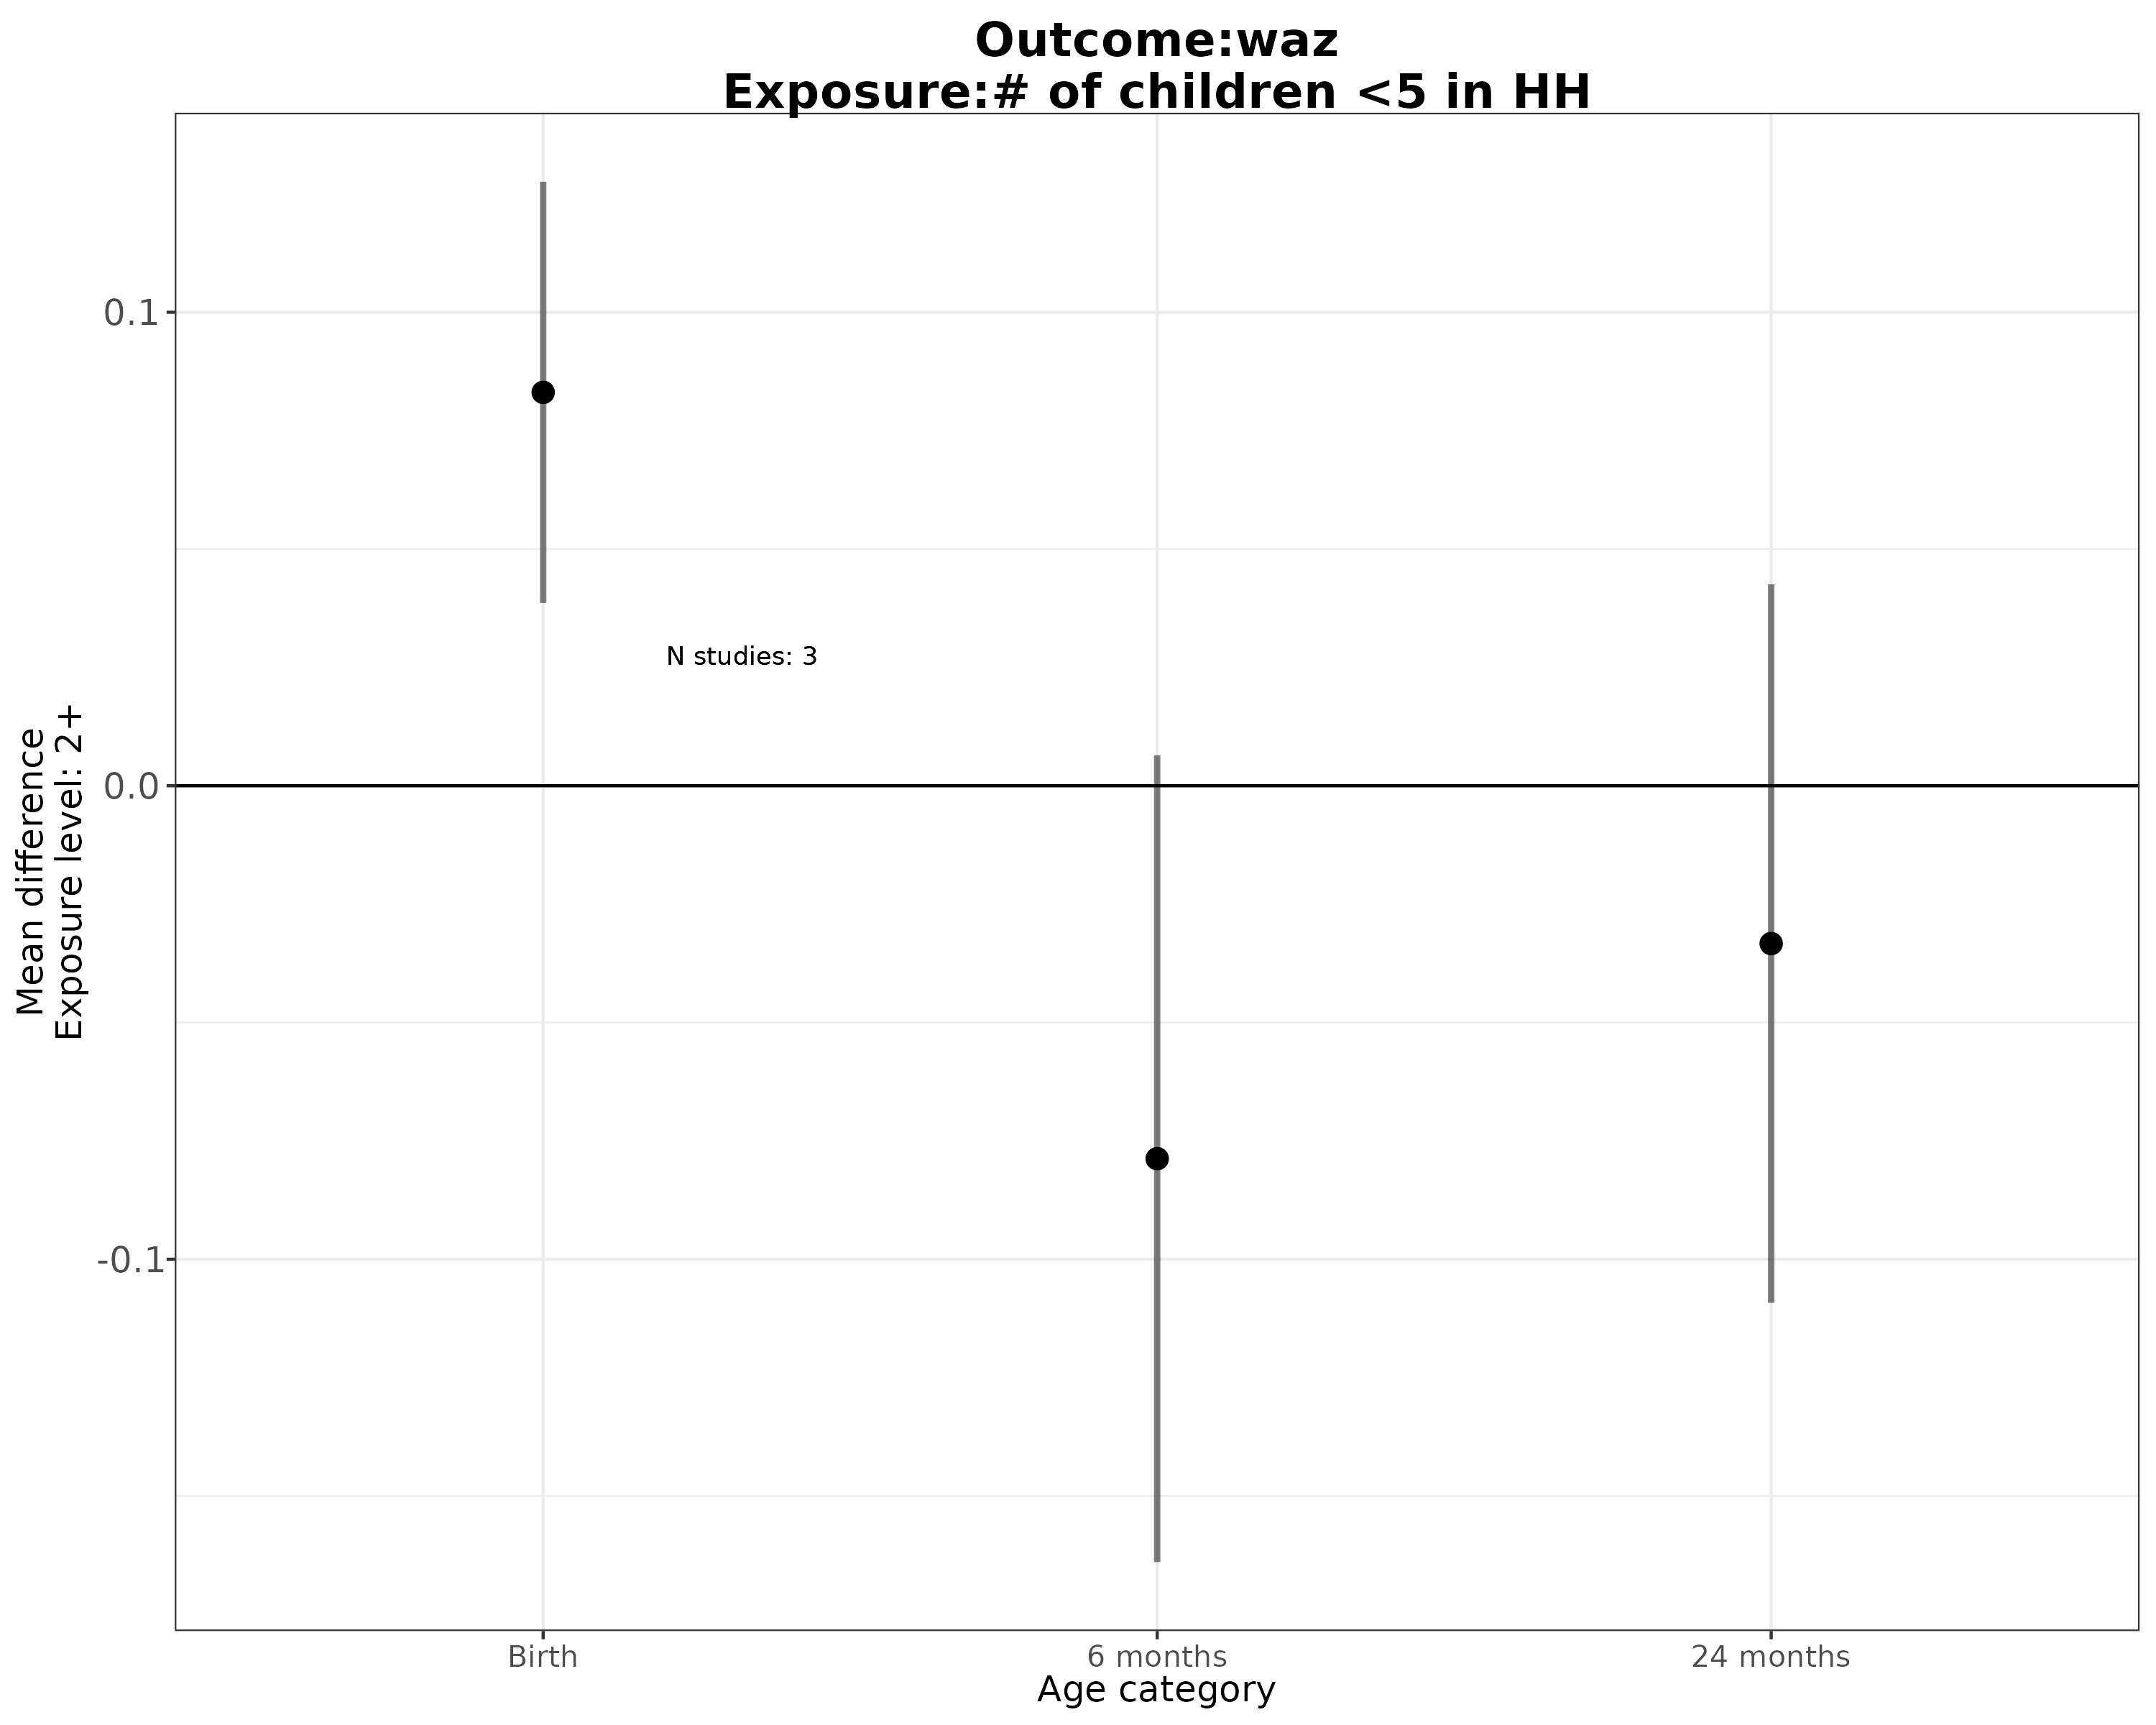 Outcome:waz
Exposure:# of children <5 in HH
Mean difference
Exposure level: 2+
0.1
0.0
-0.1
N studies: 3
Birth
6 months
24 months
Age category